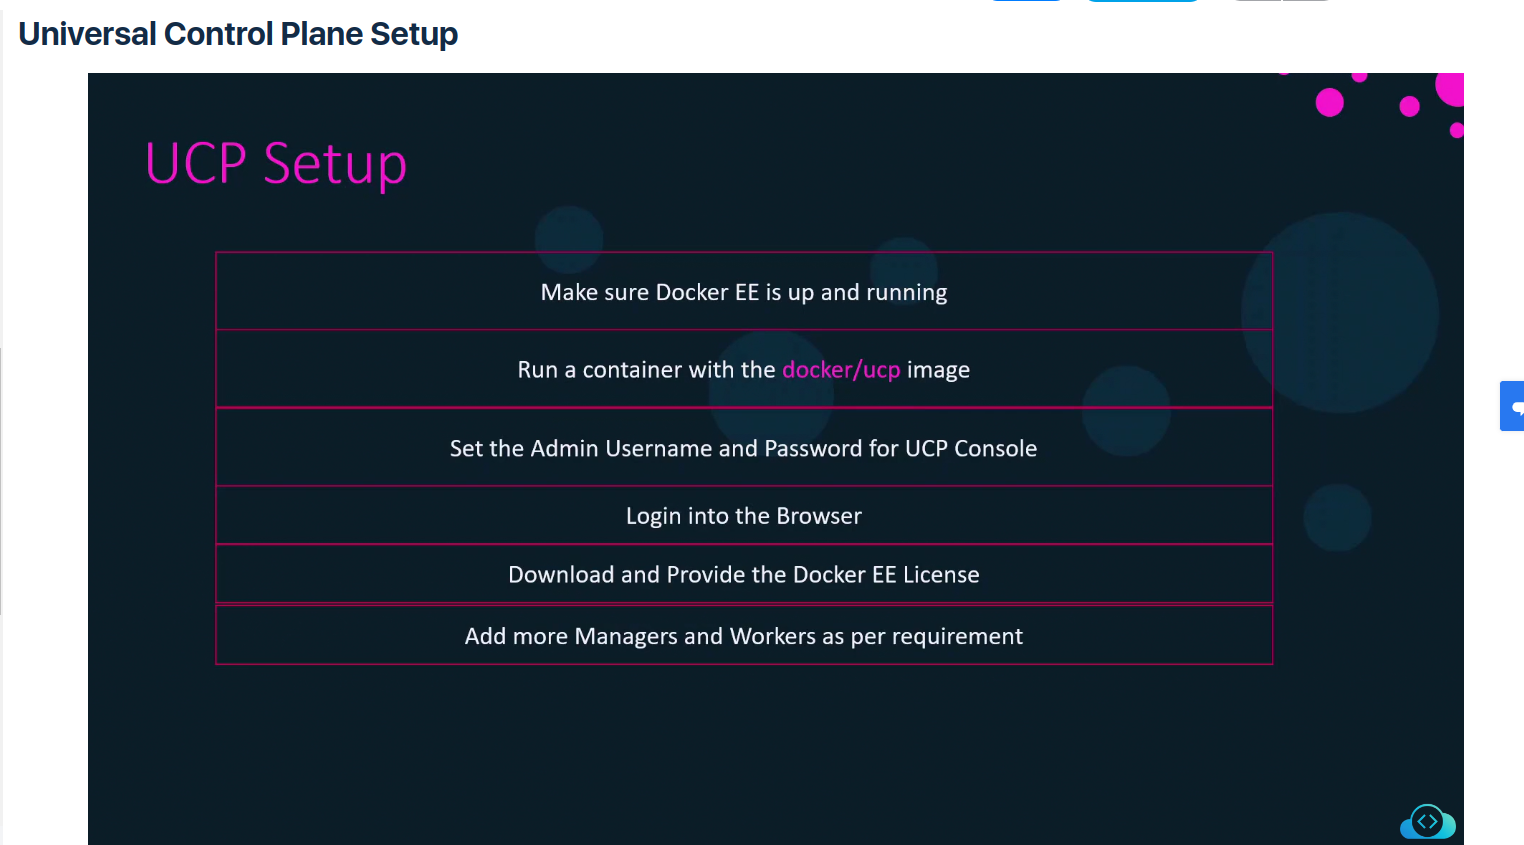 Universal Control Plane Setup
UCP Setup
Make sure Docker EE is up and running
Run a container with the docker/ucp image
Set the Admin Username and Password for UCP Console
Login into the Browser
Download and Provide the Docker EE License
Add more Managers and Workers as per requirement